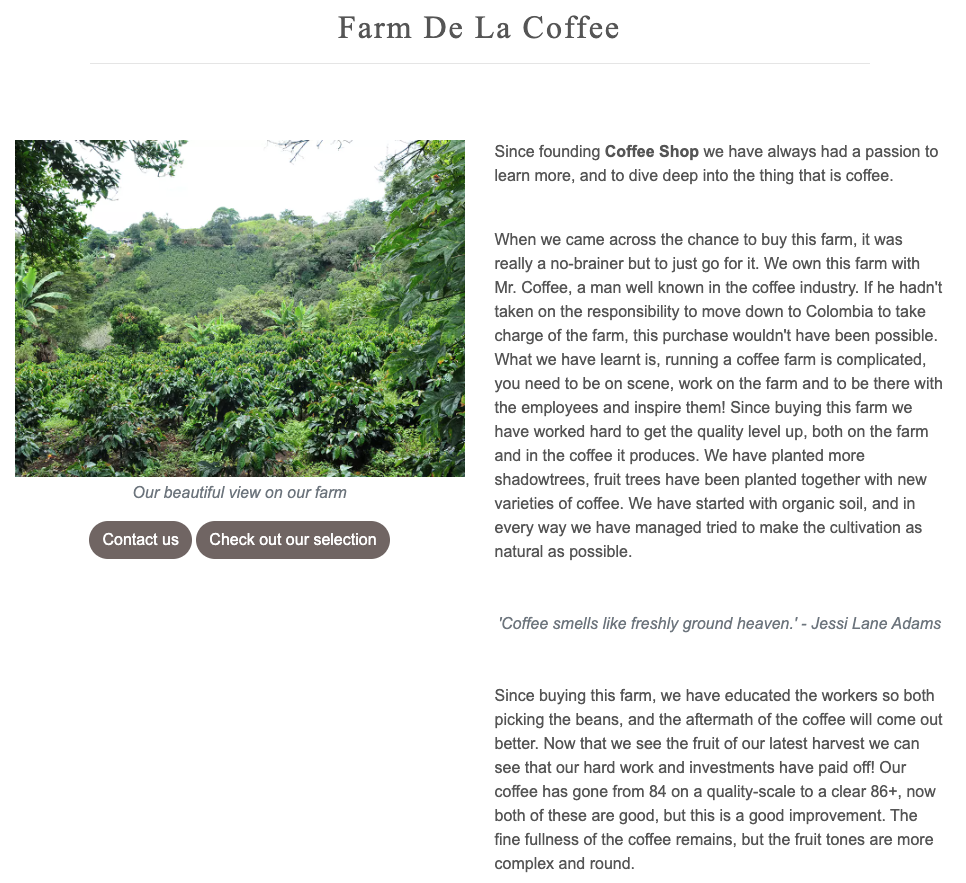 Farm De La Coffee
Our beautiful view on our farm
Contact us
Check out our selection
Since founding Coffee Shop we have always had a passion to
learn more, and to dive deep into the thing that is coffee.
When we came across the chance to buy this farm, it was
really a no-brainer but to just go for it. We own this farm with
Mr. Coffee, a man well known in the coffee industry. If he hadn't
taken on the responsibility to move down to Colombia to take
charge of the farm, this purchase wouldn't have been possible.
What we have learnt is, running a coffee farm is complicated,
you need to be on scene, work on the farm and to be there with
the employees and inspire them! Since buying this farm we
have worked hard to get the quality level up, both on the farm
and in the coffee it produces. We have planted more
shadowtrees, fruit trees have been planted together with new
varieties of coffee. We have started with organic soil, and in
every way we have managed tried to make the cultivation as
natural as possible.
'Coffee smells like freshly ground heaven.' - Jessi Lane Adams
Since buying this farm, we have educated the workers so both
picking the beans, and the aftermath of the coffee will come out
better. Now that we see the fruit of our latest harvest we can
see that our hard work and investments have paid off! Our
coffee has gone from 84 on a quality-scale to a clear 86+, now
both of these are good, but this is a good improvement. The
fine fullness of the coffee remains, but the fruit tones are more
complex and round.